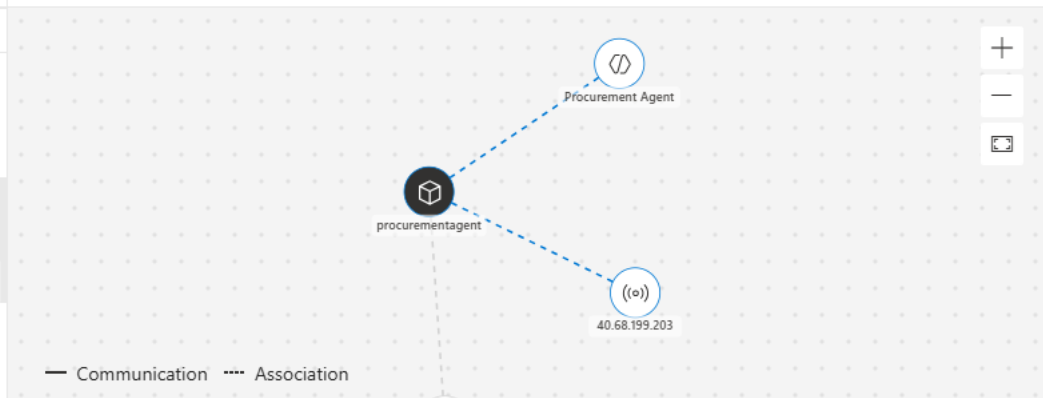 Procurement Agent
procurementagent
40.68.199.203
Communication
Association